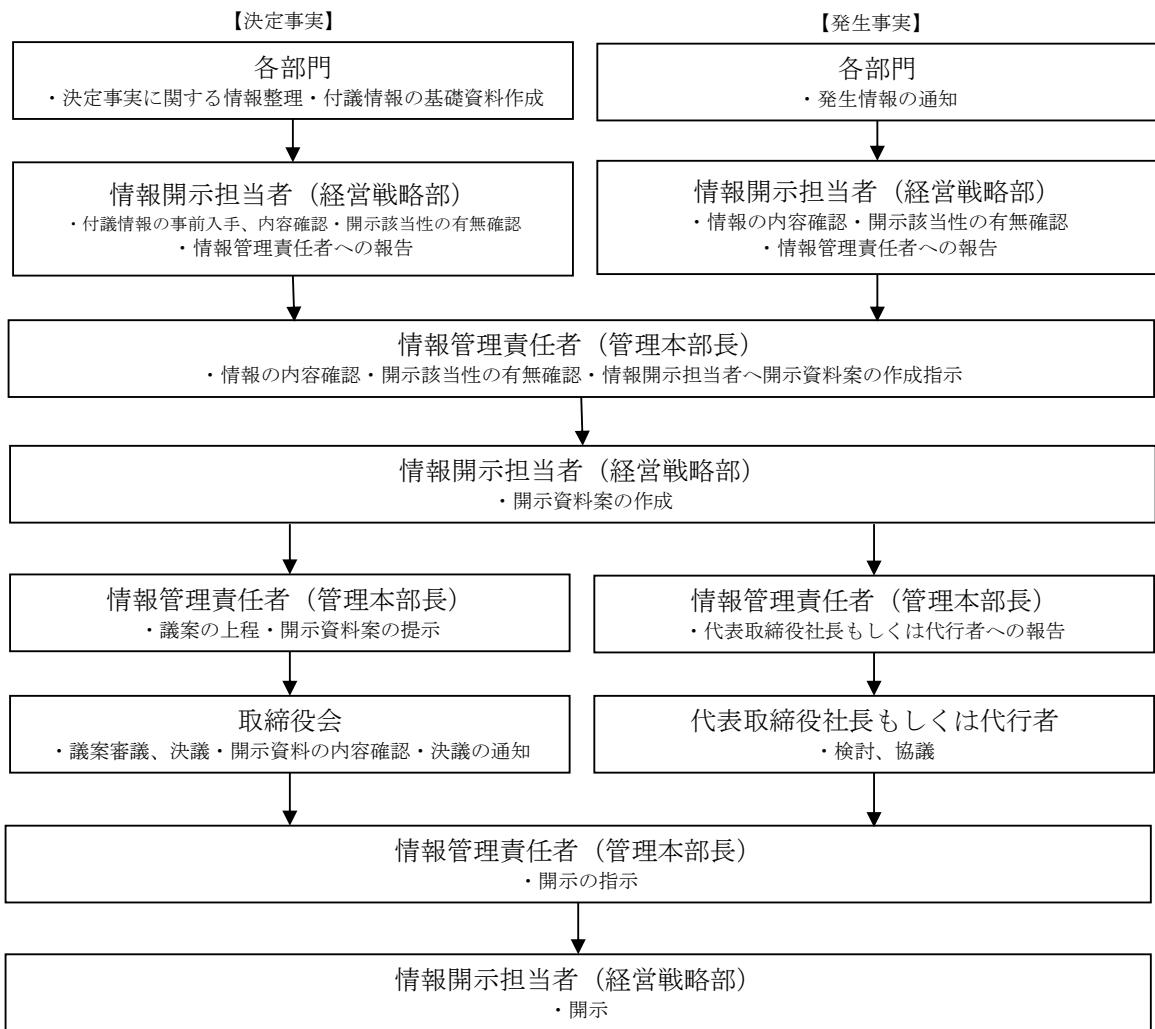 【決定事実】
【発生事実】
各部門
・決定事実に関する情報整理・付議情報の基礎資料作成
各部門
・発生情報の通知
情報開示担当者（経営戦略部）
・付議情報の事前入手、内容確認・開示該当性の有無確認
・情報管理責任者への報告
情報開示担当者（経営戦略部）
・情報の内容確認・開示該当性の有無確認
・情報管理責任者への報告
情報管理責任者（管理本部長）
・情報の内容確認・開示該当性の有無確認・情報開示担当者へ開示資料案の作成指示
情報開示担当者（経営戦略部）
・開示資料案の作成
情報管理責任者（管理本部長）
・議案の上程・開示資料案の提示
情報管理責任者（管理本部長）
・代表取締役社長もしくは代行者への報告
取締役会
・議案審議、決議・開示資料の内容確認・決議の通知
代表取締役社長もしくは代行者
・検討、協議
情報管理責任者（管理本部長）
・開示の指示
情報開示担当者（経営戦略部）
・開示